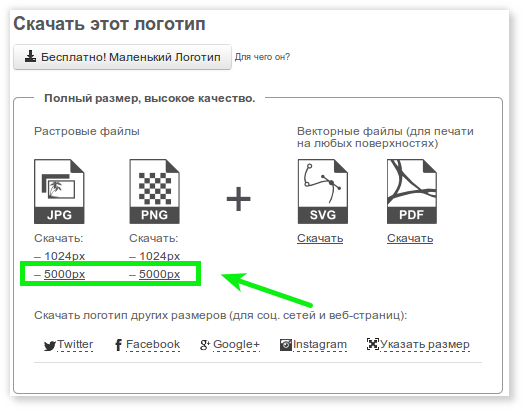 Скачать этот логотип
Бесплатно! Маленький Логотип Для чего он?
Полный размер, высокое качество.
Растровые файлы
Векторные файлы (для печати
на любых поверхностях)
JPG PNG + SVG PDF
Скачать: Скачать: Скачать Скачать
– 1024px – 1024px
– 5000px – 5000px
Скачать логотип других размеров (для соц. сетей и веб-страниц):
Twitter Facebook Google+ Instagram Указать размер